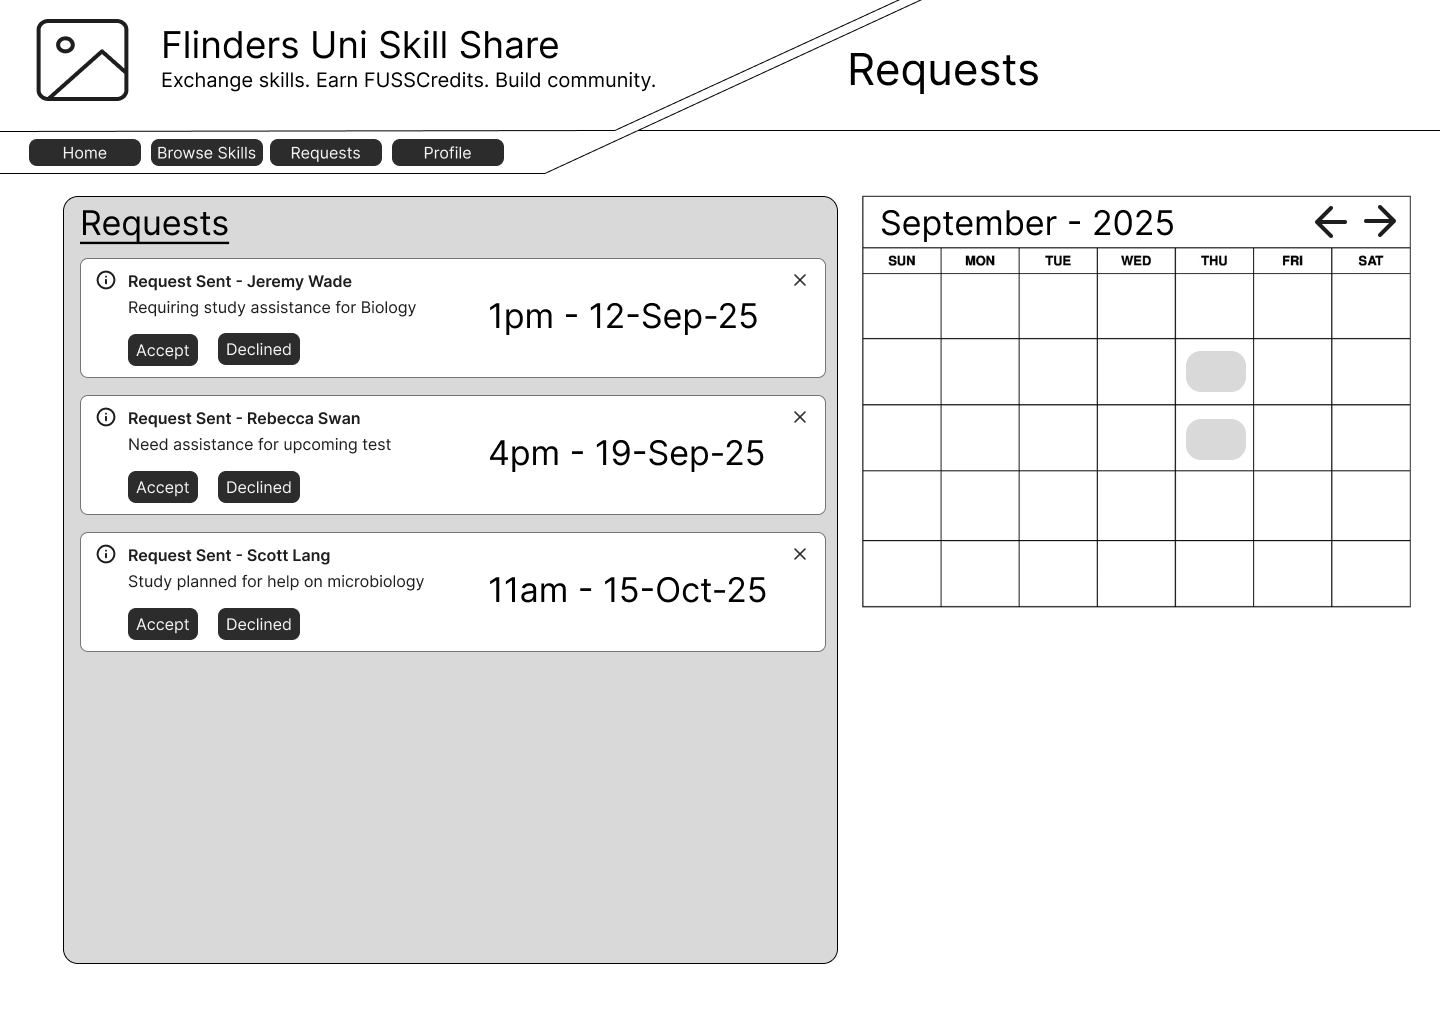 Flinders Uni Skill Share
Exchange skills. Earn FUSSCredits. Build community.
Requests
Home
Browse Skills
Requests
Profile
Requests
Request Sent - Jeremy Wade
Requiring study assistance for Biology
1pm - 12-Sep-25
Accept
Declined
Request Sent - Rebecca Swan
Need assistance for upcoming test
4pm - 19-Sep-25
Accept
Declined
Request Sent - Scott Lang
Study planned for help on microbiology
11am - 15-Oct-25
Accept
Declined
September - 2025
SUN MON TUE WED THU FRI SAT